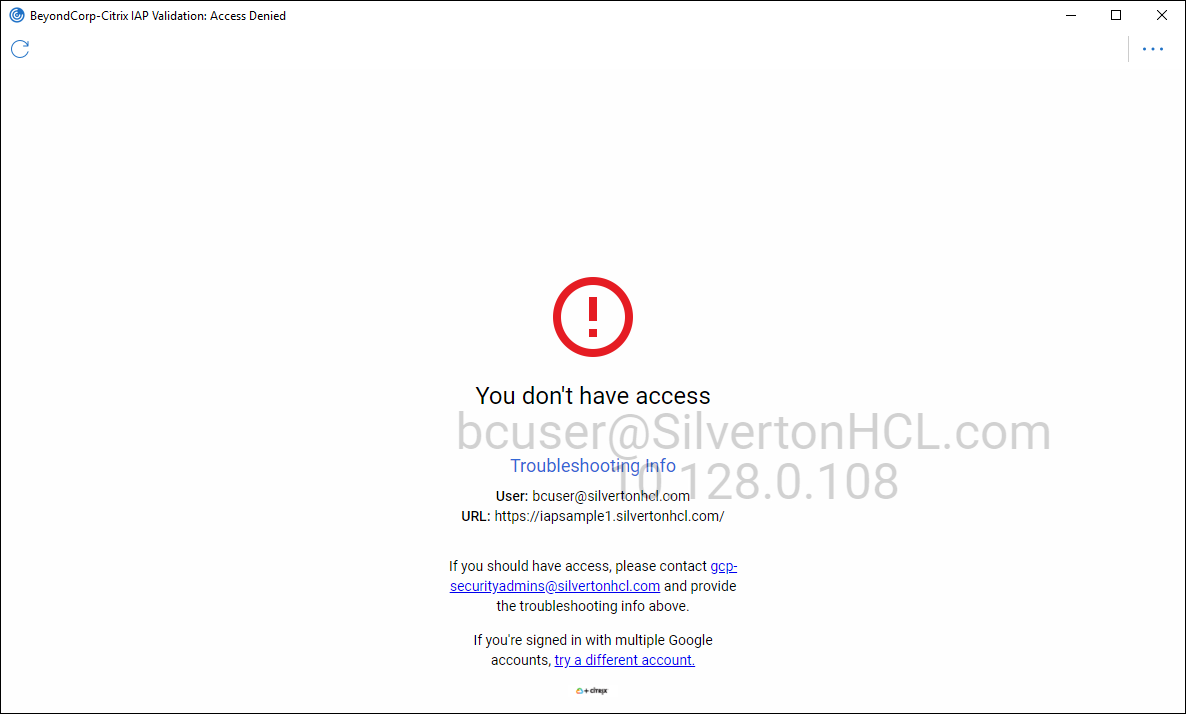 BeyondCorp-Citrix IAP Validation: Access Denied
You don't have access
bcuser@SilvertonHCL.com
10.128.0.108
Troubleshooting Info
User: bcuser@silvertonhcl.com
URL: https://iapsample1.silvertonhcl.com/
If you should have access, please contact gcp-
securityadmins@silvertonhcl.com and provide
the troubleshooting info above.
If you're signed in with multiple Google
accounts, try a different account.
+ citrix